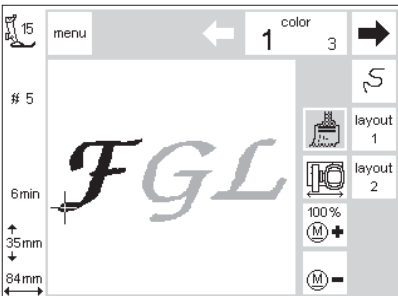 15
menu
color
1 3
# 5
layout
1
layout
2
FGL
6min
35mm
84mm
100%
M +
M -